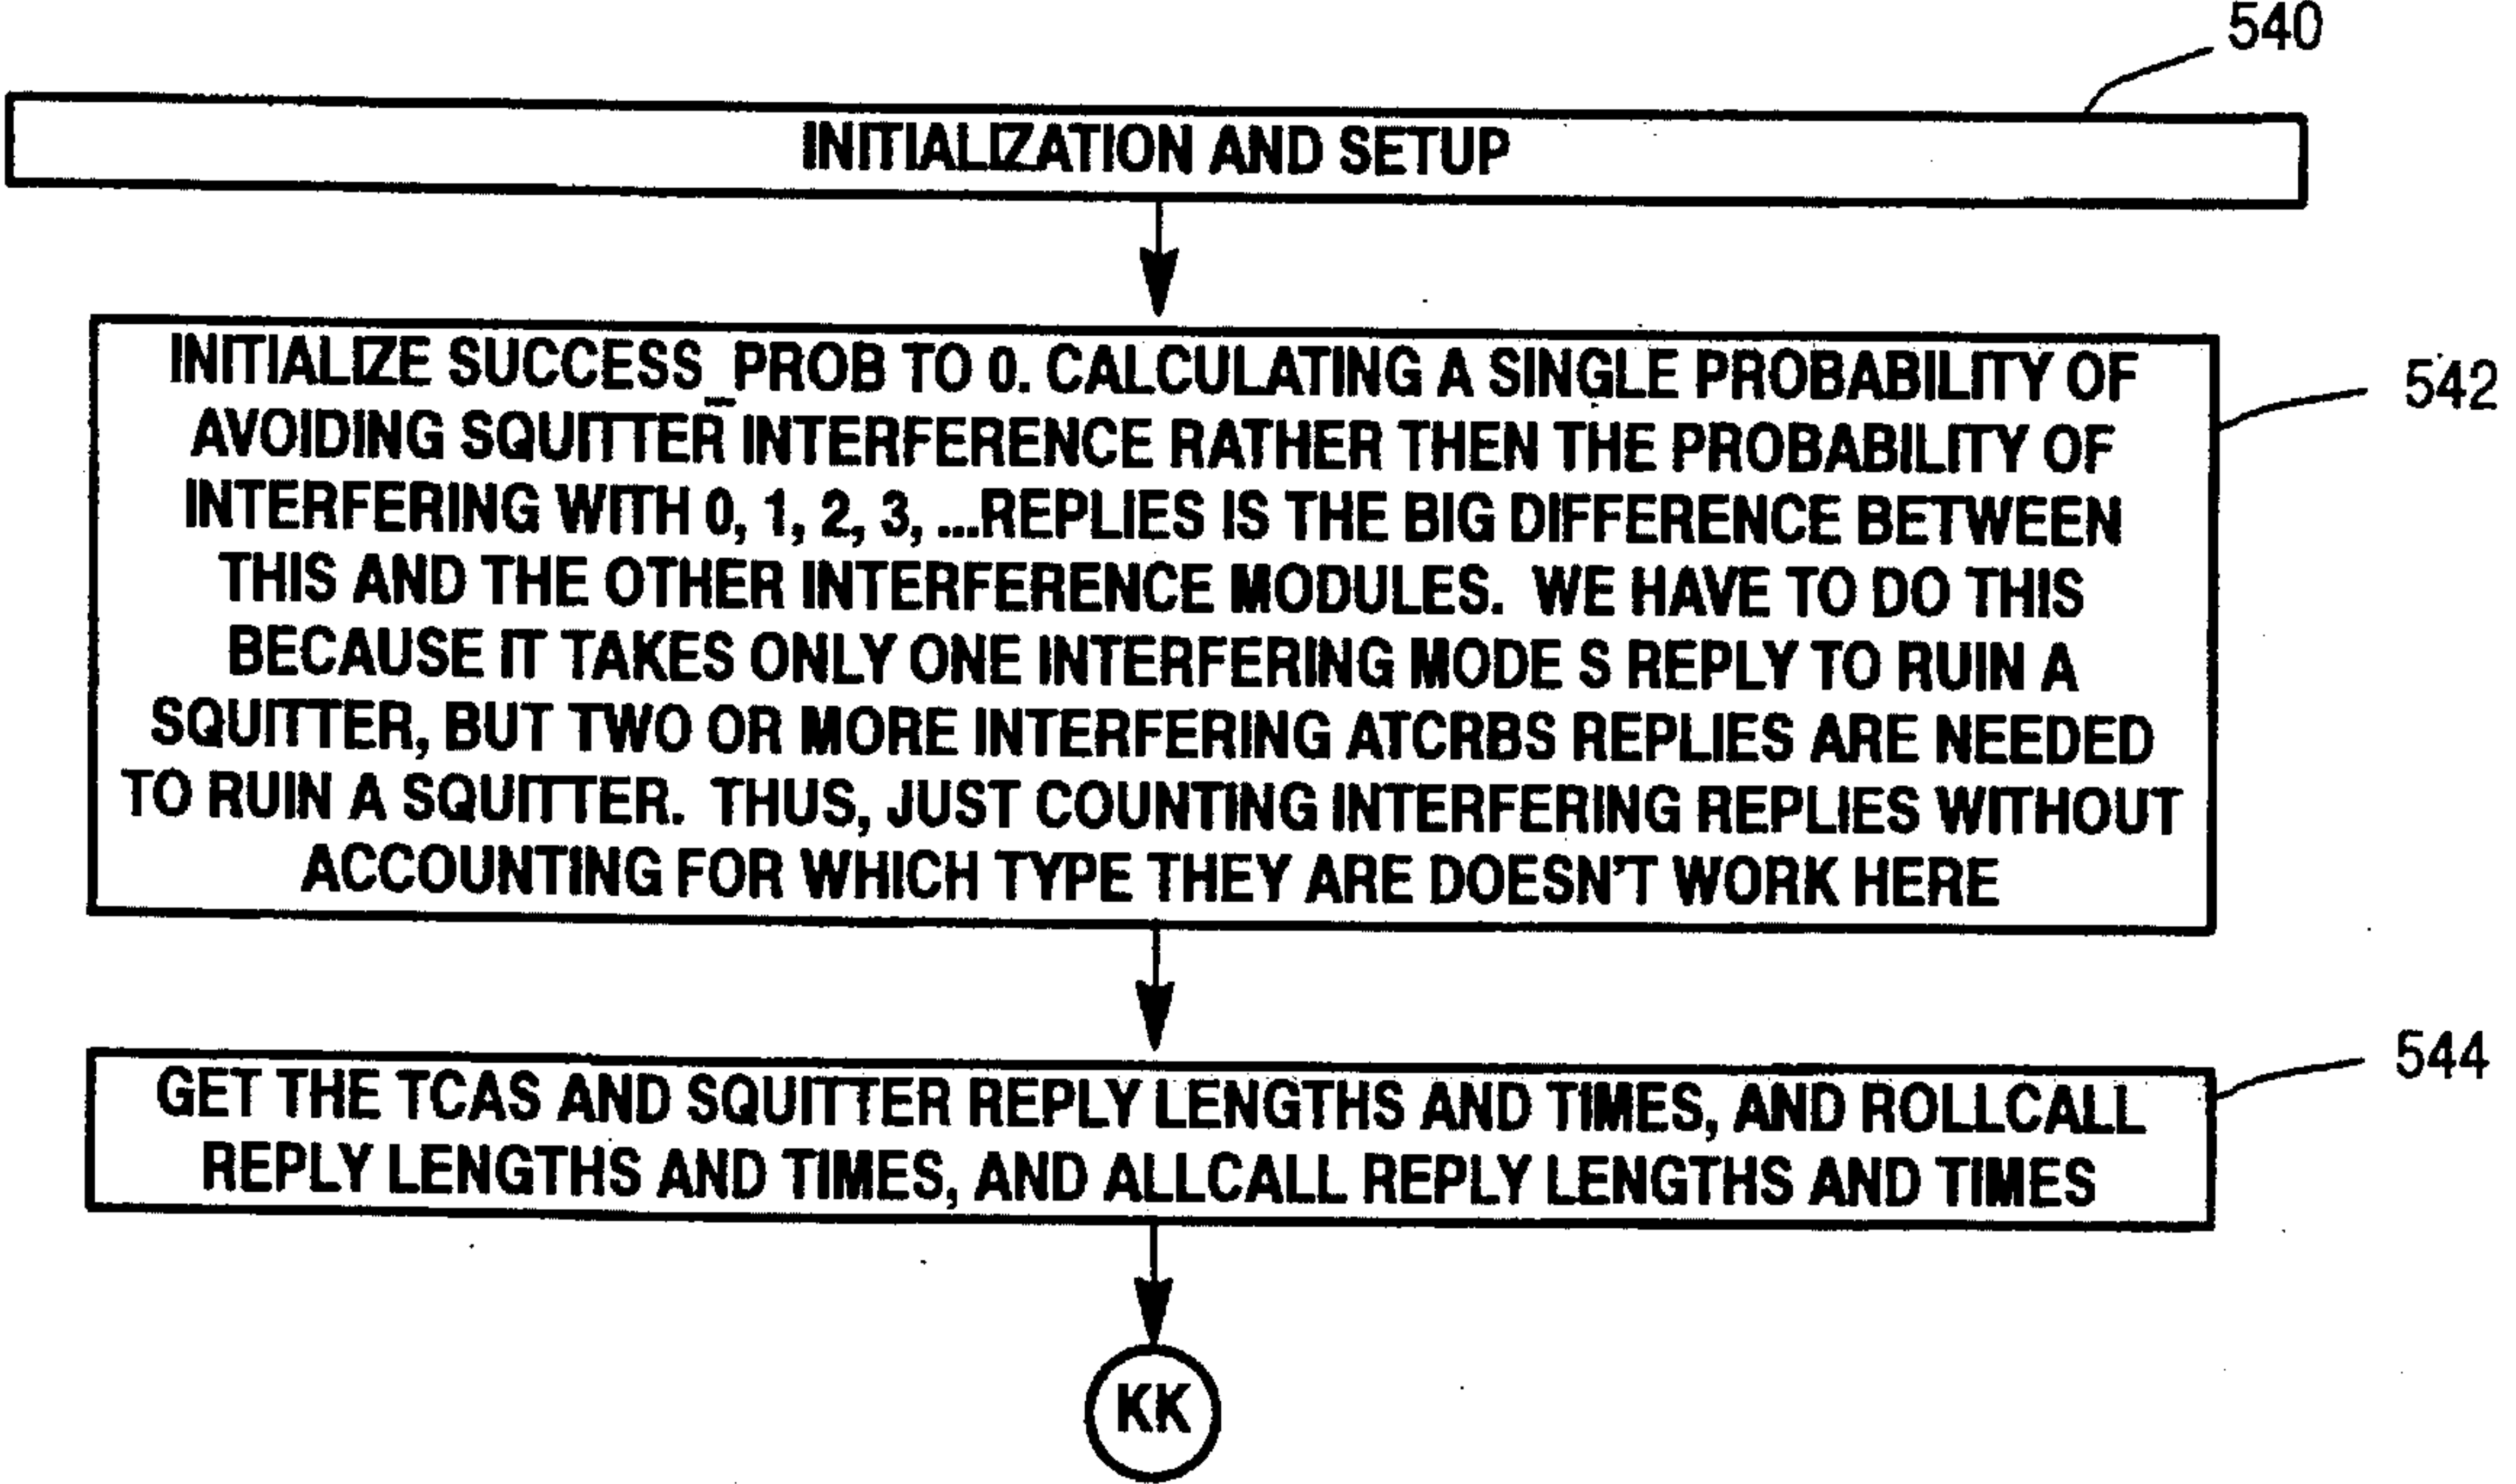 540
INITIALIZATION AND SETUP
INITIALIZE SUCCESS_PROB TO 0. CALCULATING A SINGLE PROBABILITY OF
AVOIDING SQUITTER INTERFERENCE RATHER THEN THE PROBABILITY OF
INTERFERING WITH 0, 1, 2, 3, ...REPLIES IS THE BIG DIFFERENCE BETWEEN
THIS AND THE OTHER INTERFERENCE MODULES. WE HAVE TO DO THIS
BECAUSE IT TAKES ONLY ONE INTERFERING MODE S REPLY TO RUIN A
SQUITTER, BUT TWO OR MORE INTERFERING ATCRBS REPLIES ARE NEEDED
TO RUIN A SQUITTER. THUS, JUST COUNTING INTERFERING REPLIES WITHOUT
ACCOUNTING FOR WHICH TYPE THEY ARE DOESN'T WORK HERE
542
GET THE TCAS AND SQUITTER REPLY LENGTHS AND TIMES, AND ROLLCALL
REPLY LENGTHS AND TIMES, AND ALLCALL REPLY LENGTHS AND TIMES
544
KK